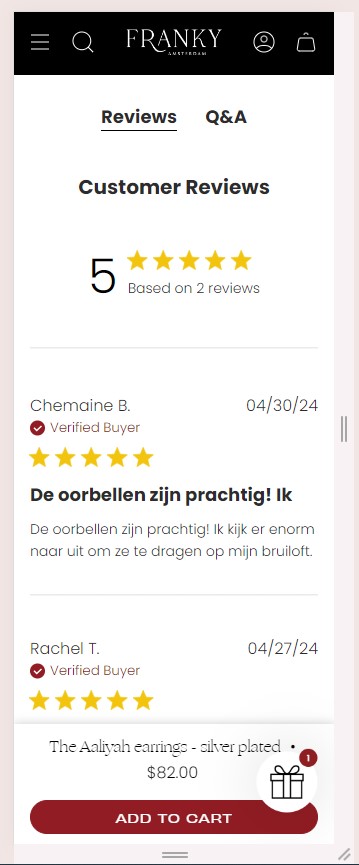 FRANKY
AMSTERDAM
Reviews Q&A
Customer Reviews
5
Based on 2 reviews
Chemaine B. 04/30/24
Verified Buyer
De oorbellen zijn prachtig! Ik
De oorbellen zijn prachtig! Ik kijk er enorm
naar uit om ze te dragen op mijn bruiloft.
Rachel T. 04/27/24
Verified Buyer
The Aaliyah earrings - silver plated •
$82.00
1
ADD TO CART